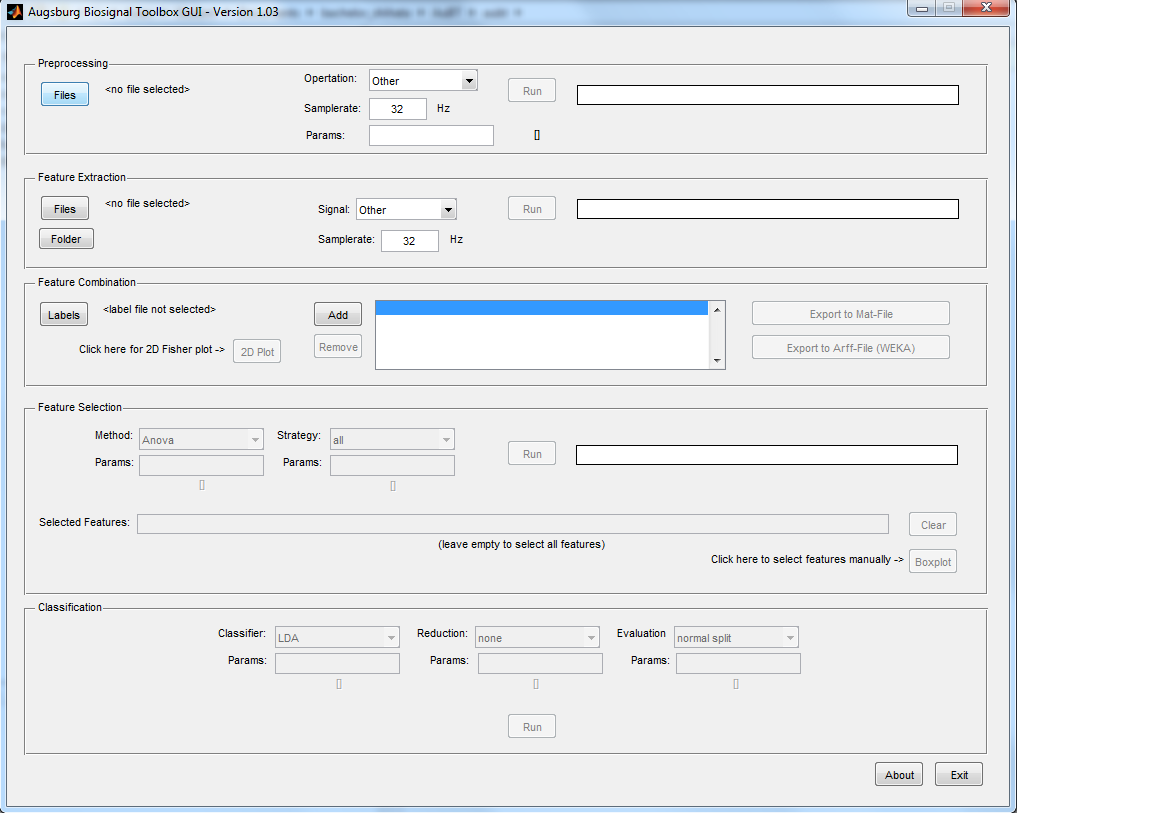 Augsburg Biosignal Toolbox GUI - Version 1.03
Preprocessing
Files <no file selected> Opertation: Other Run
Samplerate: 32 Hz
Params: []
Feature Extraction
Files <no file selected> Signal: Other Run
Folder Samplerate: 32 Hz
Feature Combination
Labels <label file not selected> Add Export to Mat-File
Click here for 2D Fisher plot -> 2D Plot Remove Export to Arff-File (WEKA)
Feature Selection
Method: Anova Strategy: all Run
Params: Params:
[] []
Selected Features: Clear
(leave empty to select all features)
Click here to select features manually -> Boxplot
Classification
Classifier: LDA Reduction: none Evaluation normal split
Params: Params: Params:
[] [] []
Run
About Exit